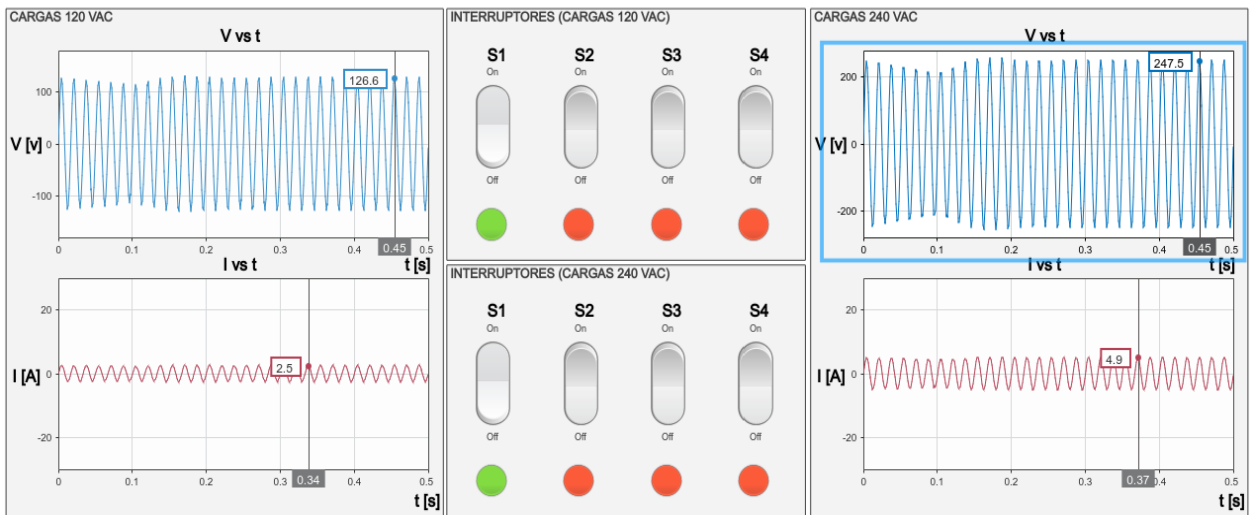 CARGAS 120 VAC
V vs t
126.6
100
V [v]
0
-100
0
0.1
0.2
0.3
0.4
0.45
0.5
I vs t
t [s]
20
2.5
I [A]
0
-20
0
0.1
0.2
0.3
0.34
0.4
0.5
t [s]
INTERRUPTORES (CARGAS 120 VAC)
S1 S2 S3 S4
On On On On
Off Off Off Off
INTERRUPTORES (CARGAS 240 VAC)
S1 S2 S3 S4
On On On On
Off Off Off Off
CARGAS 240 VAC
V vs t
247.5
200
V [v]
0
-200
0
0.1
0.2
0.3
0.4
0.45
0.5
I vs t
t [s]
20
4.9
I [A]
0
-20
0
0.1
0.2
0.3
0.37
0.4
0.5
t [s]